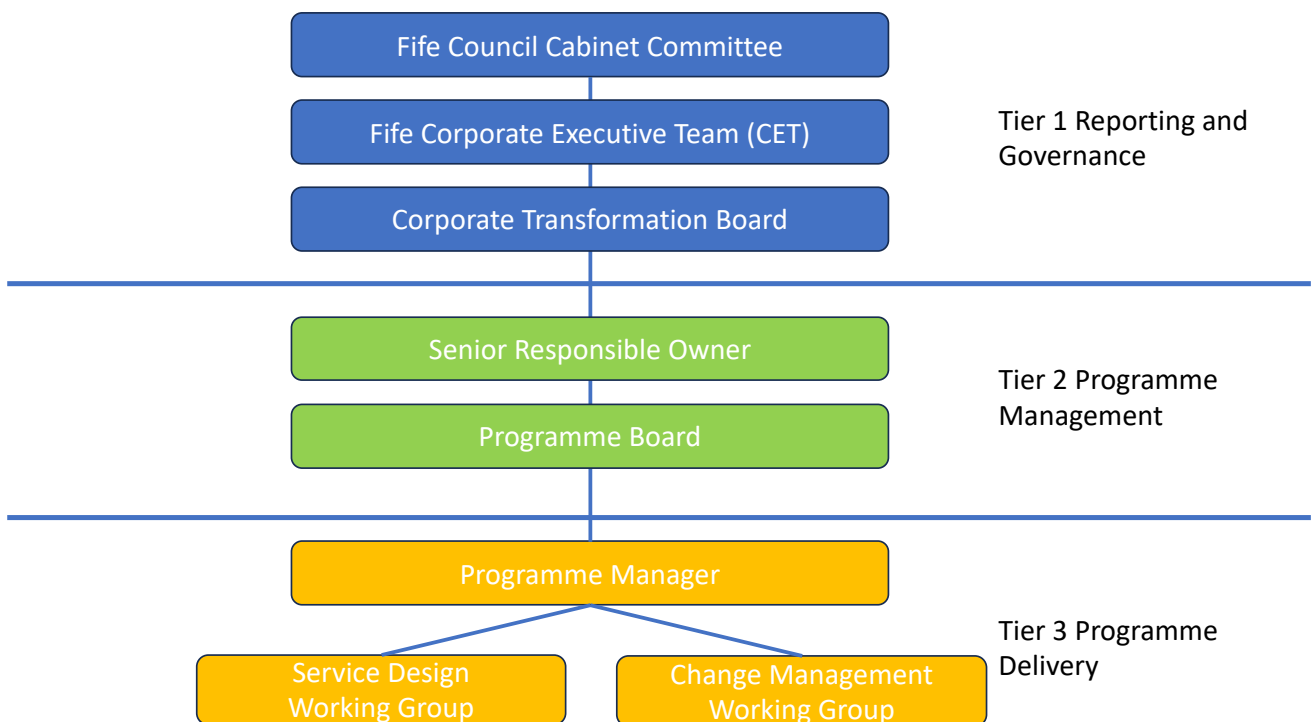 Fife Council Cabinet Committee
Fife Corporate Executive Team (CET)
Tier 1 Reporting and
Governance
Corporate Transformation Board
Senior Responsible Owner
Tier 2 Programme
Management
Programme Board
Programme Manager
Tier 3 Programme
Delivery
Service Design
Working Group
Change Management
Working Group